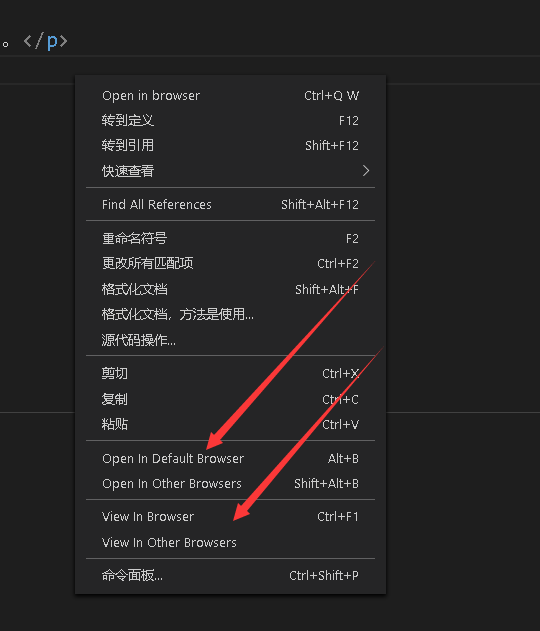 。</p>
Open in browser Ctrl+Q W
转到定义 F12
转到引用 Shift+F12
快速查看
Find All References Shift+Alt+F12
重命名符号 F2
更改所有匹配项 Ctrl+F2
格式化文档 Shift+Alt+F
格式化文档，方法是使用...
源代码操作...
剪切 Ctrl+X
复制 Ctrl+C
粘贴 Ctrl+V
Open In Default Browser Alt+B
Open In Other Browsers Shift+Alt+B
View In Browser Ctrl+F1
View In Other Browsers
命令面板... Ctrl+Shift+P